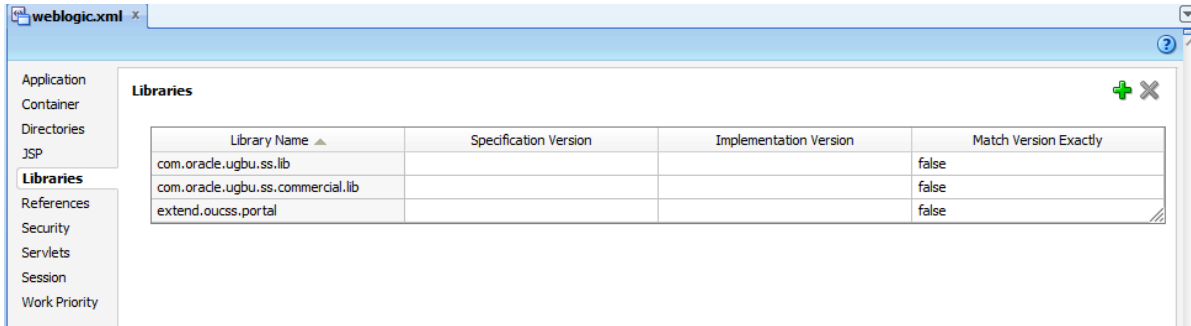 weblogic.xml x
?
Application
Container
Directories
JSP
Libraries
References
Security
Servlets
Session
Work Priority
Libraries
Library Name Specification Version Implementation Version Match Version Exactly
com.oracle.ugbu.ss.lib false
com.oracle.ugbu.ss.commercial.lib false
extend.oucss.portal false